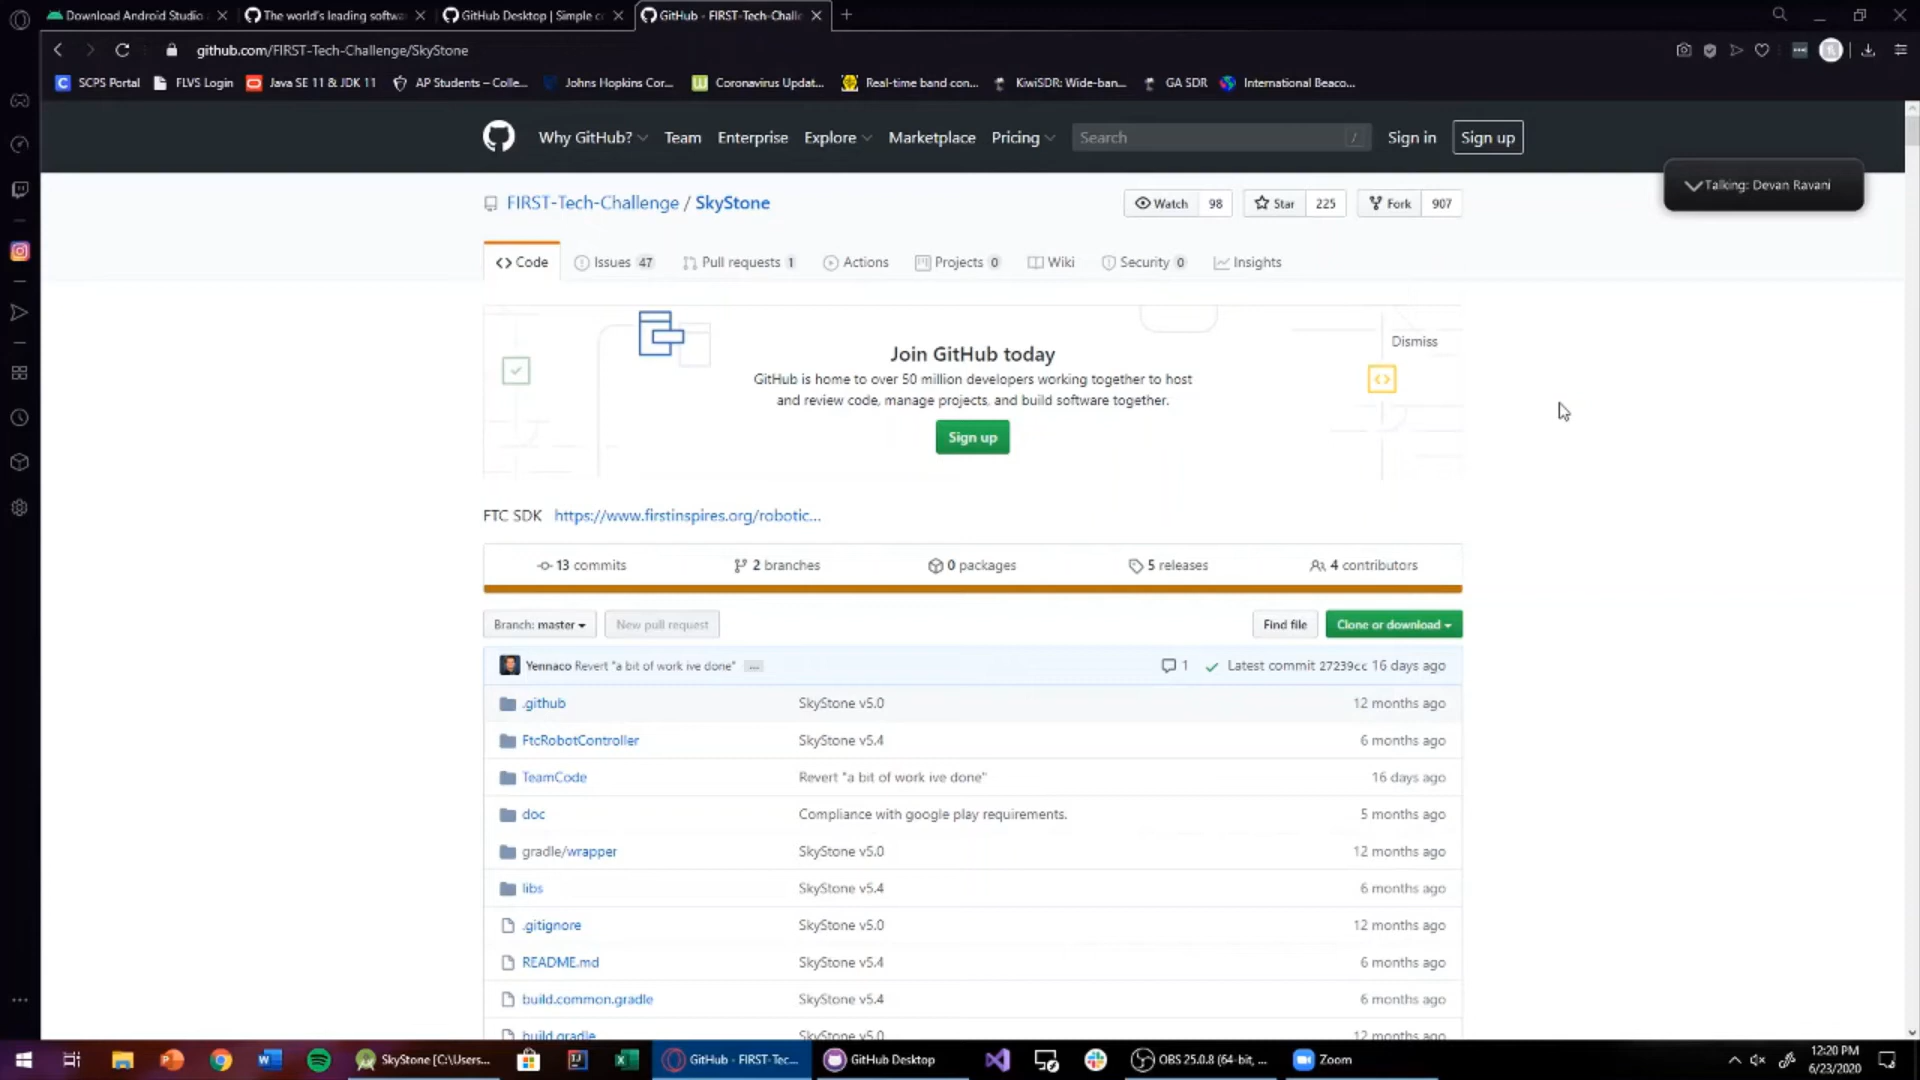 Download Android Studio
The world's leading softwa
GitHub Desktop | Simple c
GitHub - FIRST-Tech-Challe
github.com/FIRST-Tech-Challenge/SkyStone
SCPS Portal
FLVS Login
Java SE 11 & JDK 11
AP Students – Colle...
Johns Hopkins Cor...
Coronavirus Updat...
Real-time band con...
KiwiSDR: Wide-ban...
GA SDR
International Beaco...
Why GitHub?
Team
Enterprise
Explore
Marketplace
Pricing
Search
/
Sign in
Sign up
Talking: Devan Ravani
FIRST-Tech-Challenge / SkyStone
Watch 98
Star 225
Fork 907
Code
Issues 47
Pull requests 1
Actions
Projects 0
Wiki
Security 0
Insights
Join GitHub today
Dismiss
GitHub is home to over 50 million developers working together to host
and review code, manage projects, and build software together.
Sign up
FTC SDK https://www.firstinspires.org/robotic...
13 commits
2 branches
0 packages
5 releases
4 contributors
Branch: master
New pull request
Find file
Clone or download
Yennaco Revert "a bit of work ive done" ...
1
Latest commit 27239cc 16 days ago
.github SkyStone v5.0 12 months ago
FtcRobotController SkyStone v5.4 6 months ago
TeamCode Revert "a bit of work ive done" 16 days ago
doc Compliance with google play requirements. 5 months ago
gradle/wrapper SkyStone v5.0 12 months ago
libs SkyStone v5.4 6 months ago
.gitignore SkyStone v5.0 12 months ago
README.md SkyStone v5.4 6 months ago
build.common.gradle SkyStone v5.4 6 months ago
build.gradle SkyStone v5.0 12 months ago
SkyStone [C:\Users...
GitHub - FIRST-Tec...
GitHub Desktop
OBS 25.0.8 (64-bit, ...
Zoom
12:20 PM
6/23/2020